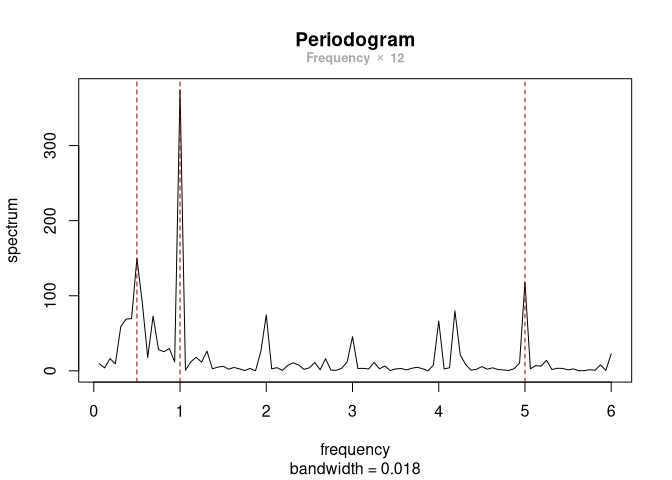 Periodogram
Frequency × 12
300
200
100
0
spectrum
0 1 2 3 4 5 6
frequency
bandwidth = 0.018